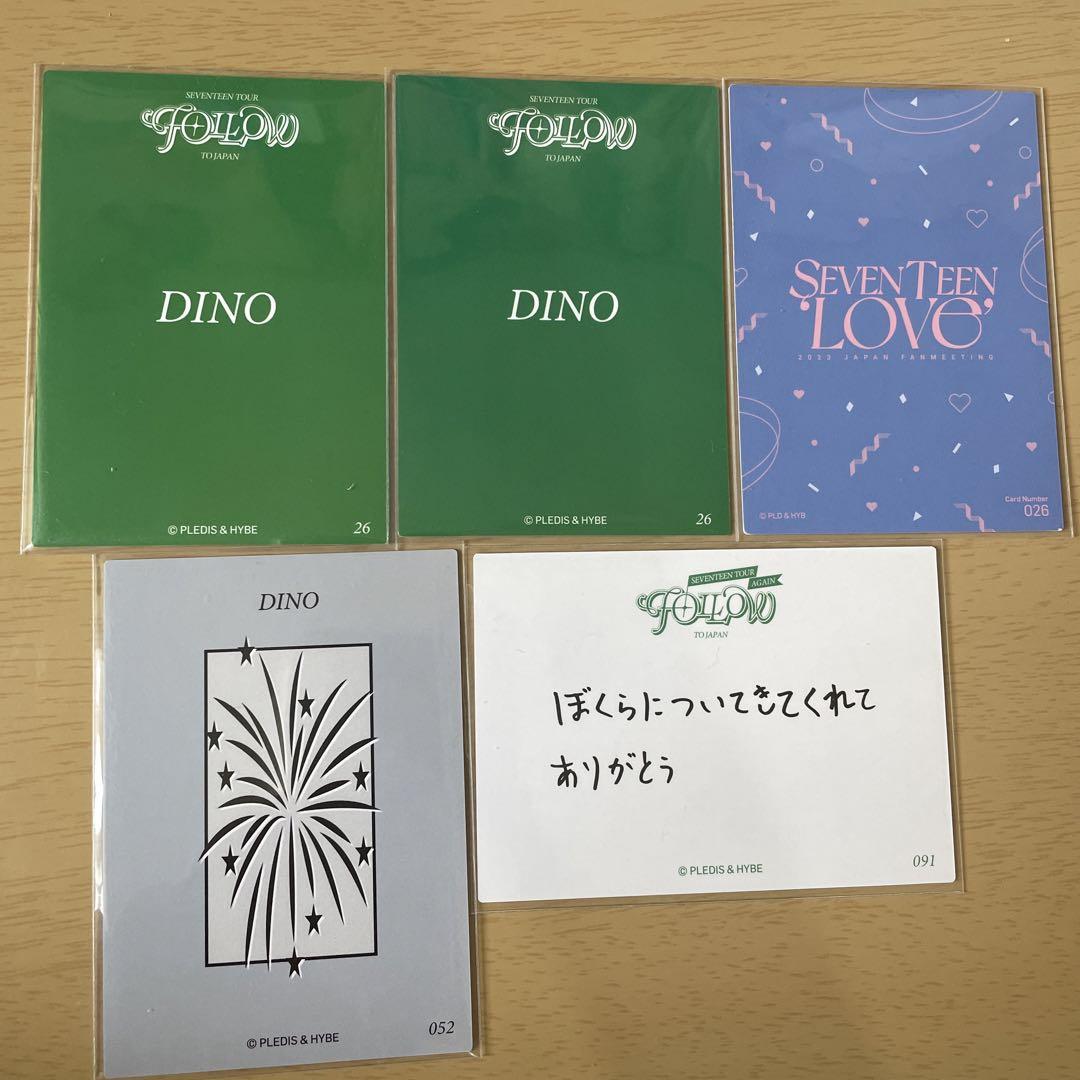 SEVENTEEN TOUR
FOLLOW
TO JAPAN
DINO
© PLEDIS & HYBE
26
SEVENTEEN TOUR
FOLLOW
TO JAPAN
DINO
© PLEDIS & HYBE
26
SEVENTEEN
'LOVE'
2023 JAPAN FANMEETING
Card Number
026
© PLD & HYB
DINO
© PLEDIS & HYBE
052
SEVENTEEN TOUR
AGAIN
FOLLOW
TO JAPAN
ぼくらについてきてくれて
ありがとう
© PLEDIS & HYBE
091